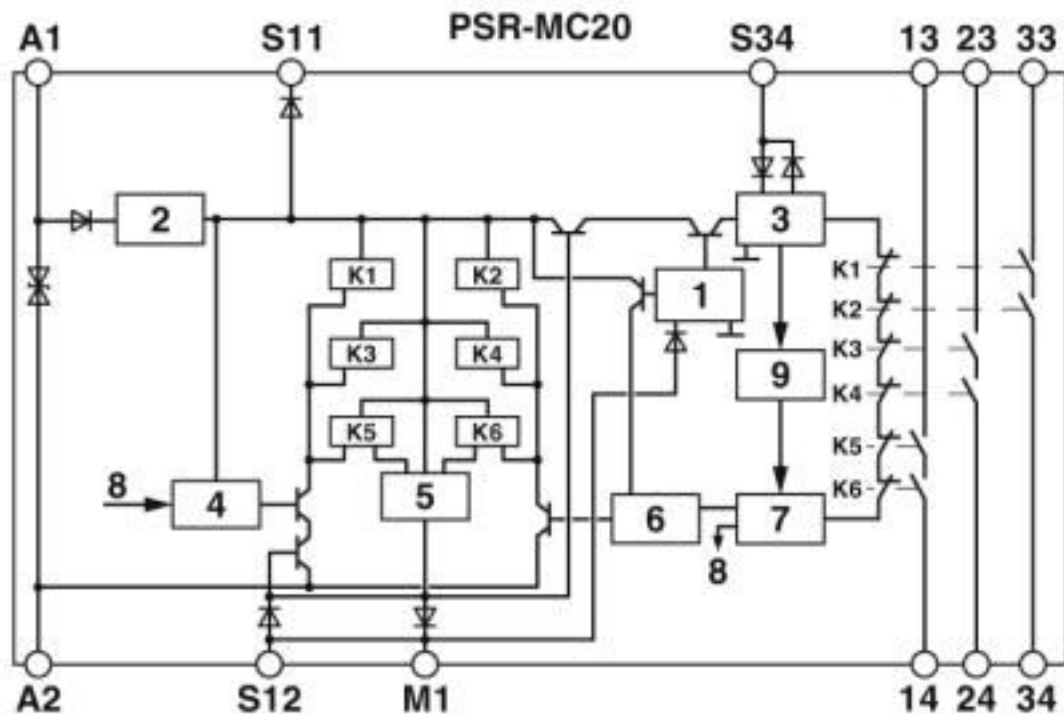 PSR-MC20
A1 S11 S34 13 23 33
2 3
K1 K2 1 K1
K2
K3 K4 9 K3
K4
K5 K6 K5
8 4 5 6 7 K6
8
A2 S12 M1 14 24 34